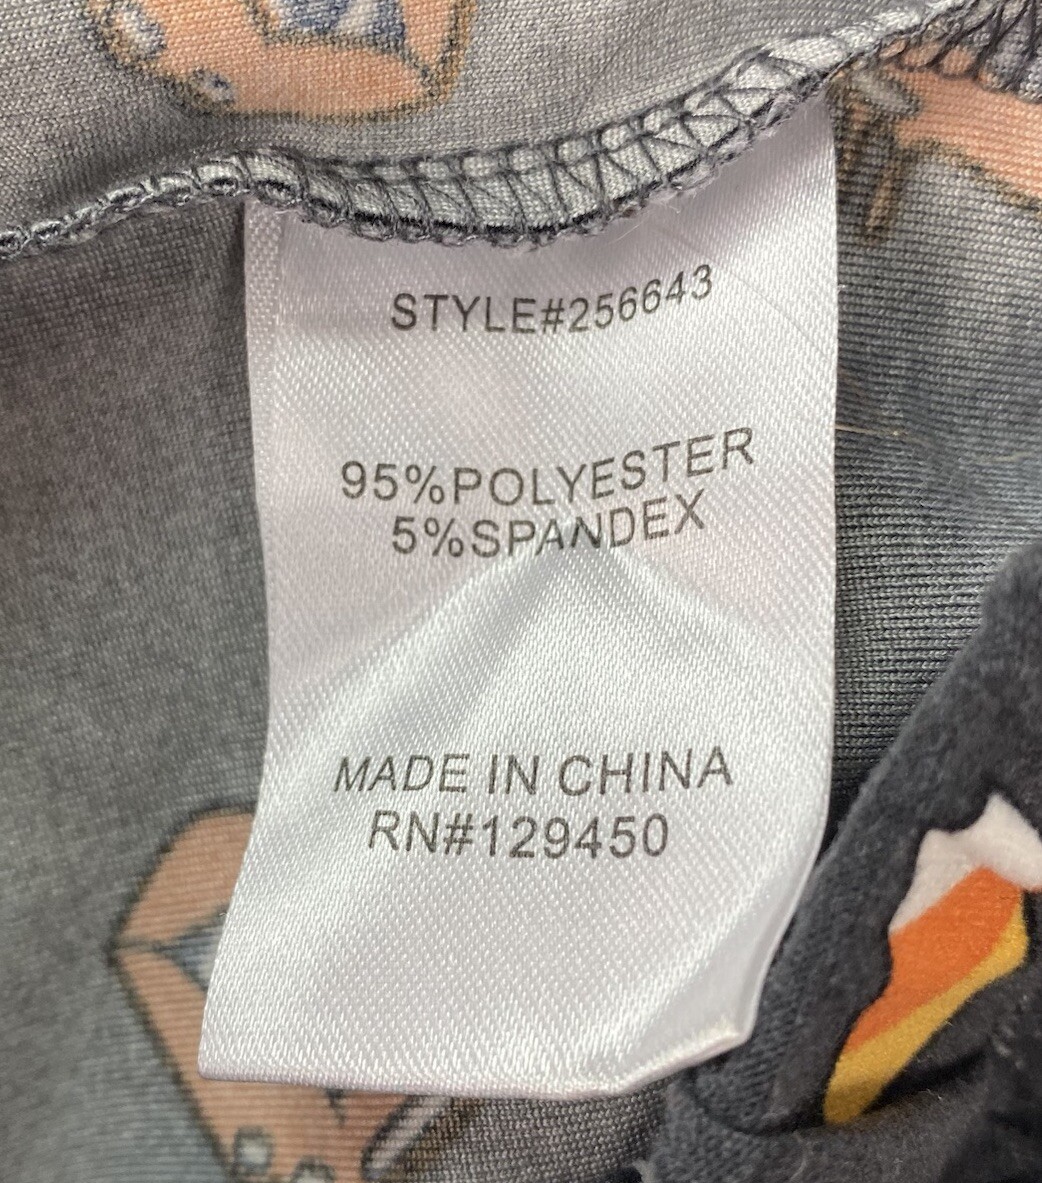 STYLE#256643
95%POLYESTER
5%SPANDEX
MADE IN CHINA
RN#129450